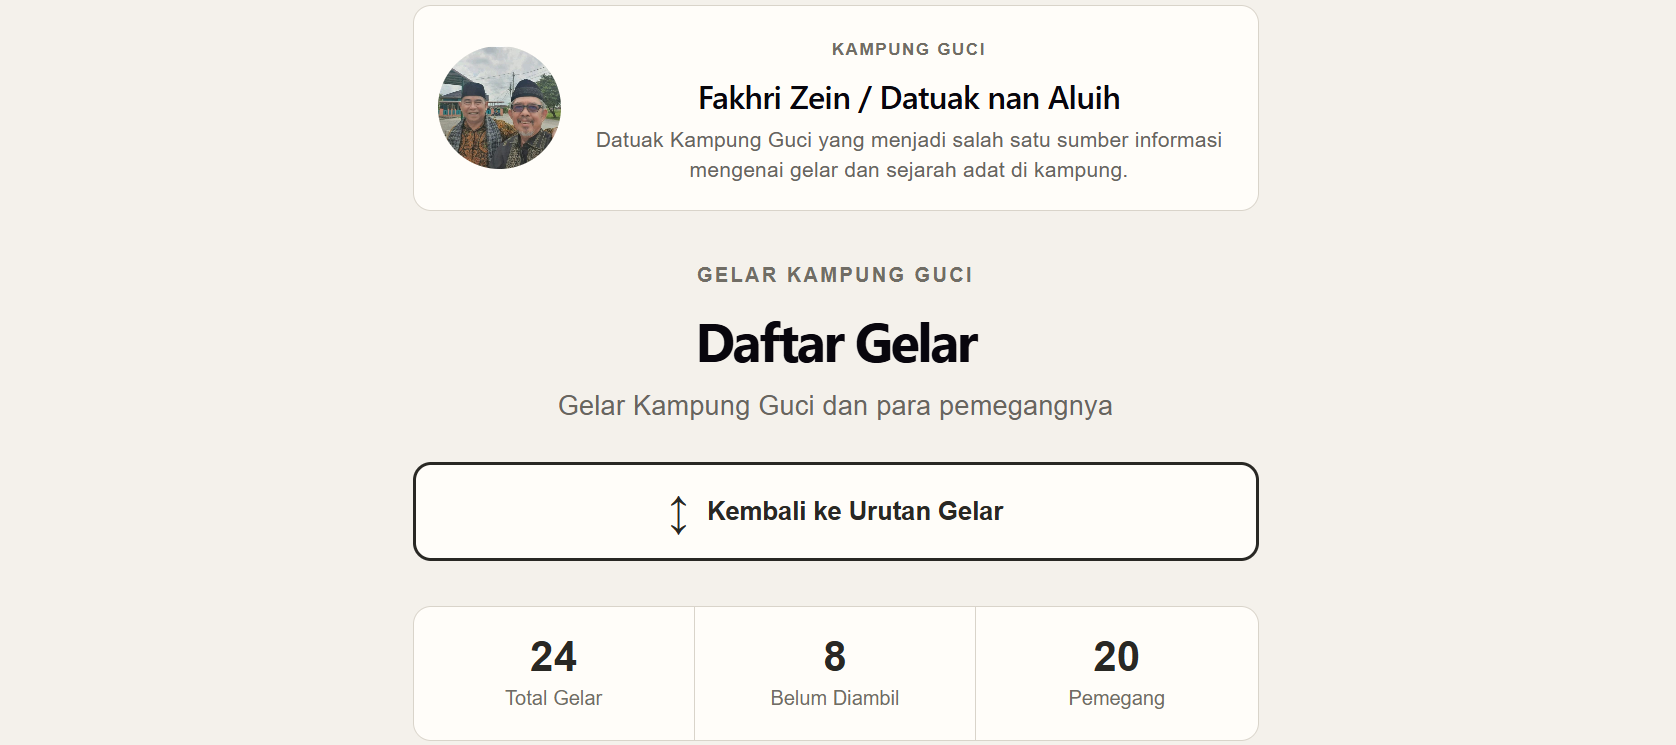 KAMPUNG GUCI
Fakhri Zein / Datuak nan Aluih
Datuak Kampung Guci yang menjadi salah satu sumber informasi
mengenai gelar dan sejarah adat di kampung.
GELAR KAMPUNG GUCI
Daftar Gelar
Gelar Kampung Guci dan para pemegangnya
↕ Kembali ke Urutan Gelar
24
Total Gelar
8
Belum Diambil
20
Pemegang